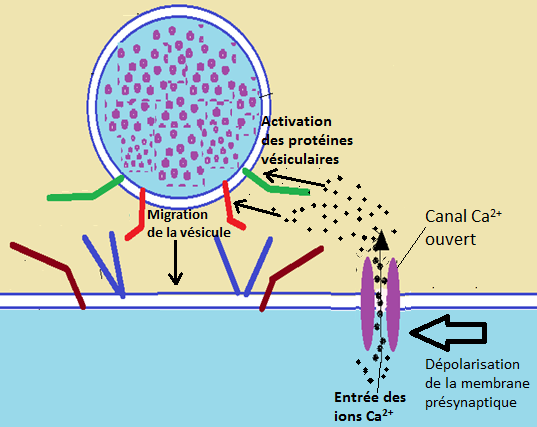 Activation
des protéines
vésiculaires
Migration
de la vésicule
Canal Ca²⁺
ouvert
Dépolarisation
de la membrane
présynaptique
Entrée des
ions Ca²⁺